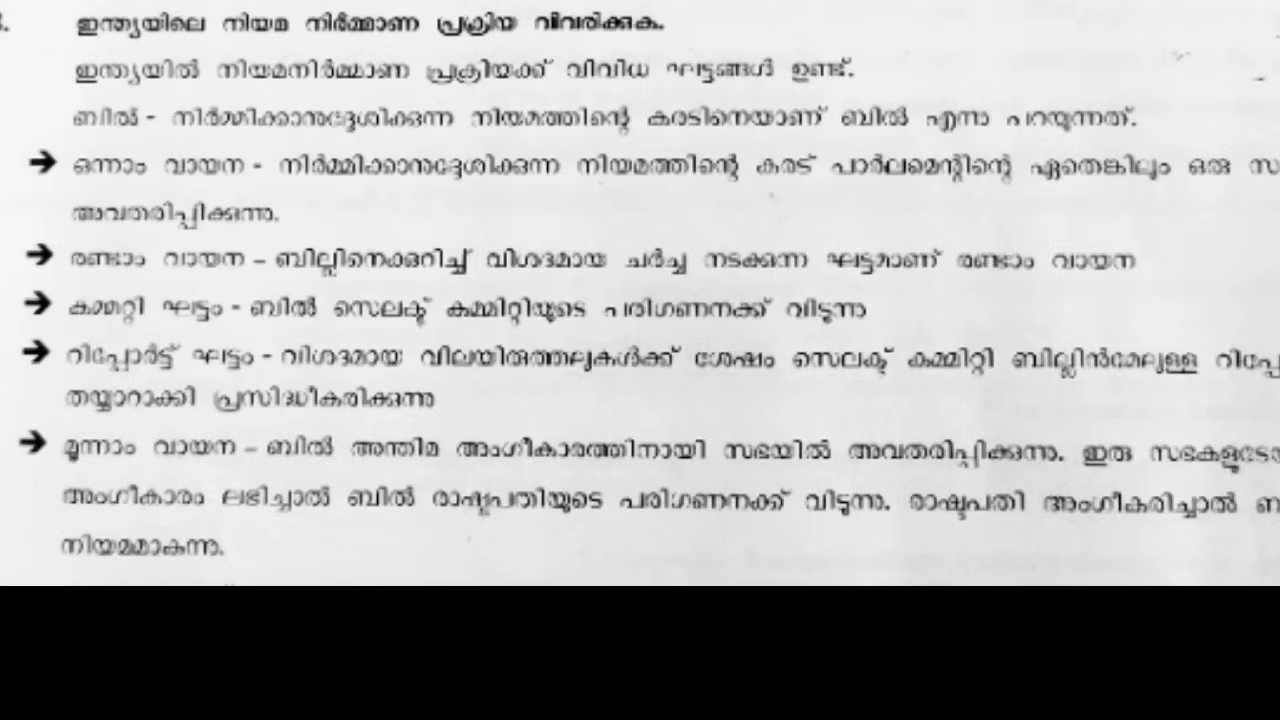 ഇന്ത്യയിലെ നിയമ നിർമ്മാണ പ്രക്രിയ വിവരിക്കുക.
ഇന്ത്യയിൽ നിയമനിർമ്മാണ പ്രക്രിയക്ക് വിവിധ ഘട്ടങ്ങൾ ഉണ്ട്.
ബിൽ - നിർമ്മിക്കാനുദ്ദേശിക്കുന്ന നിയമത്തിന്റെ കരടിനെയാണ് ബിൽ എന്നു പറയുന്നത്.
➔ ഒന്നാം വായന - നിർമ്മിക്കാനുദ്ദേശിക്കുന്ന നിയമത്തിന്റെ കരട് പാർലമെന്റിന്റെ ഏതെങ്കിലും ഒരു
അവതരിപ്പിക്കുന്നു.
➔ രണ്ടാം വായന – ബില്ലിനെക്കുറിച്ച് വിശദമായ ചർച്ച നടക്കുന്ന ഘട്ടമാണ് രണ്ടാം വായന
➔ കമ്മറ്റി ഘട്ടം - ബിൽ സെലക്ട് കമ്മിറ്റിയുടെ പരിഗണനക്ക് വിടുന്നു
➔ റിപ്പോർട്ട് ഘട്ടം - വിശദമായ വിലയിരുത്തലുകൾക്ക് ശേഷം സെലക്ട് കമ്മിറ്റി ബില്ലിൻമേലുള്ള
തയ്യാറാക്കി പ്രസിദ്ധീകരിക്കുന്നു
➔ മൂന്നാം വായന – ബിൽ അന്തിമ അംഗീകാരത്തിനായി സഭയിൽ അവതരിപ്പിക്കുന്നു. ഇരു
അംഗീകാരം ലഭിച്ചാൽ ബിൽ രാഷ്ട്രപതിയുടെ പരിഗണനക്ക് വിടുന്നു. രാഷ്ട്രപതി അംഗീകരിച്ചാൽ
നിയമമാകുന്നു.